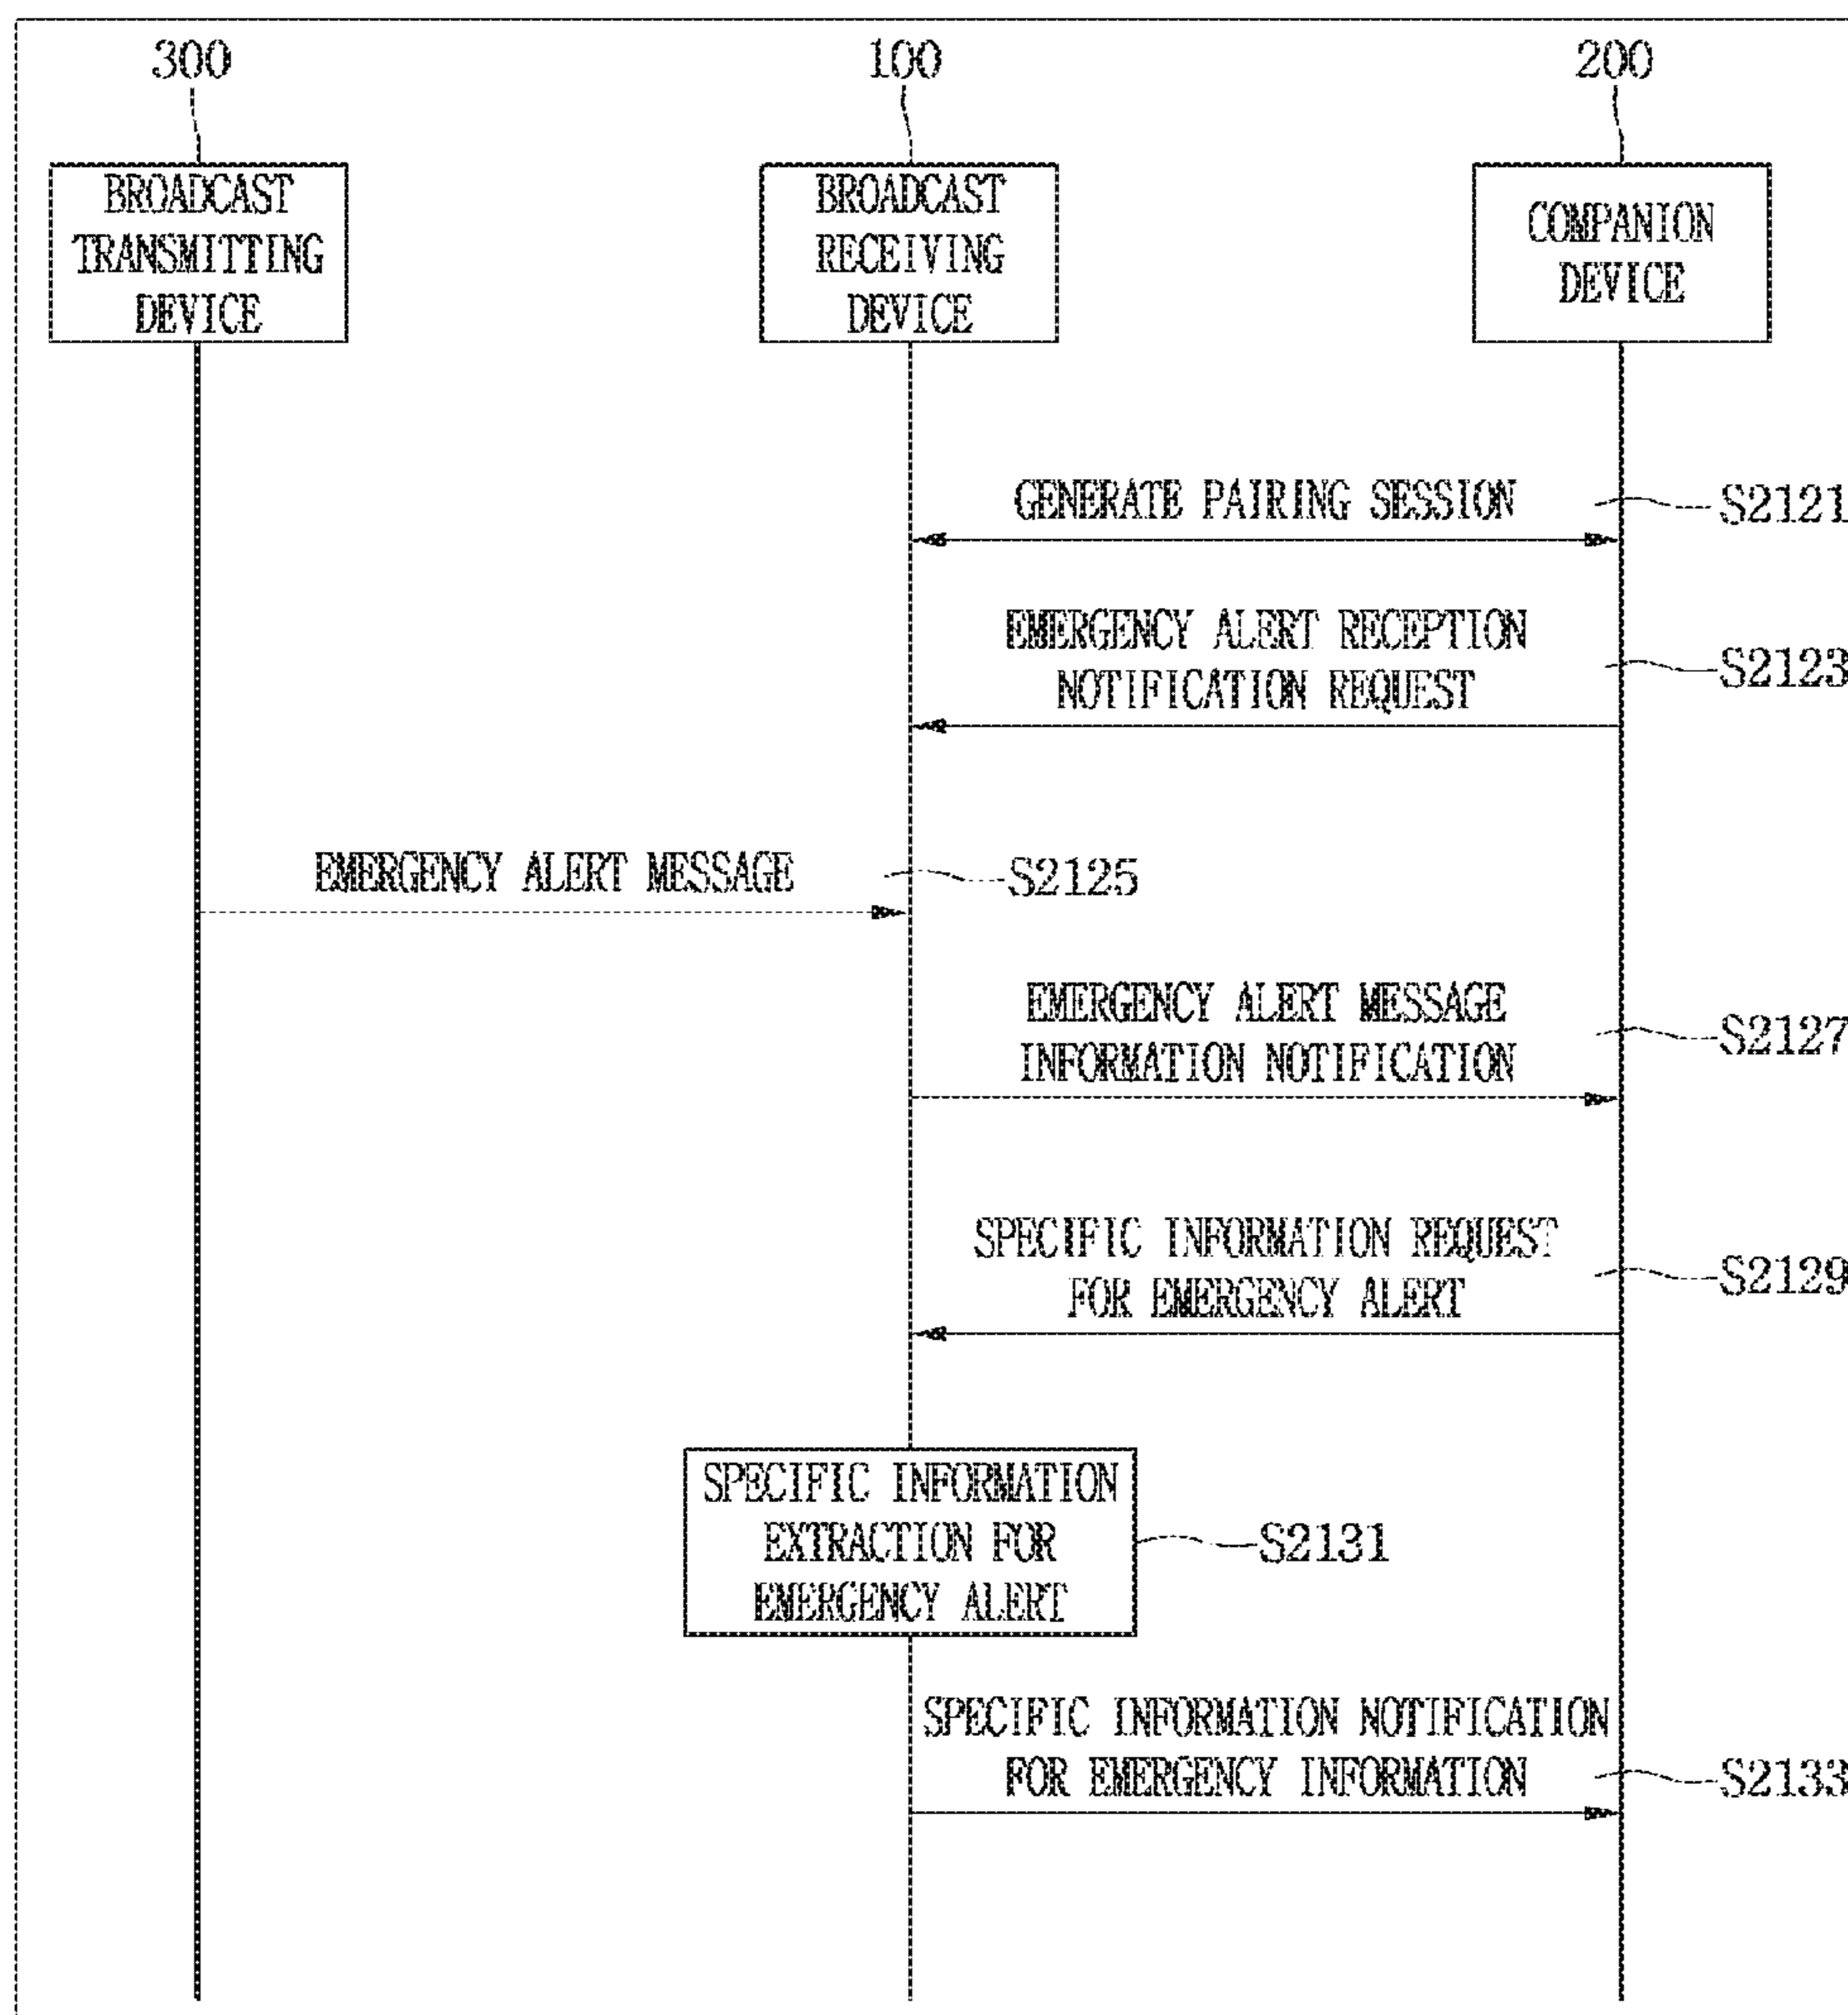 300
100
200
BROADCAST
TRANSMITTING
DEVICE
BROADCAST
RECEIVING
DEVICE
COMPANION
DEVICE
GENERATE PAIRING SESSION
S2121
EMERGENCY ALERT RECEPTION
NOTIFICATION REQUEST
S2123
EMERGENCY ALERT MESSAGE
S2125
EMERGENCY ALERT MESSAGE
INFORMATION NOTIFICATION
S2127
SPECIFIC INFORMATION REQUEST
FOR EMERGENCY ALERT
S2129
SPECIFIC INFORMATION
EXTRACTION FOR
EMERGENCY ALERT
S2131
SPECIFIC INFORMATION NOTIFICATION
FOR EMERGENCY INFORMATION
S2133